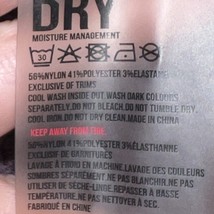 DRY
MOISTURE MANAGEMENT
30
56%NYLON 41%POLYESTER 3%ELASTANE
EXCLUSIVE OF TRIMS
COOL WASH INSIDE OUT WASH DARK COLOURS
SEPARATELY.DO NOT BLEACH.DO NOT TUMBLE DRY.
COOL IRON.DO NOT DRY CLEAN.MADE IN CHINA
KEEP AWAY FROM FIRE.
56%NYLON 41%POLYESTER 3%ELASTHANNE
EXCLUSIF DE GARNITURES
LAVAGE À FROID EN MACHINE.LAVAGE DES COULEURS
SOMBRES SEPARÉMENT.NE PAS BLANCHIR.NE PAS
UTILISER DE SÈCHE-LINGE.REPASSER À BASSE
TEMPERATURE.NE PAS NETTOYER À SEC.
FABRIQUÉ EN CHINE